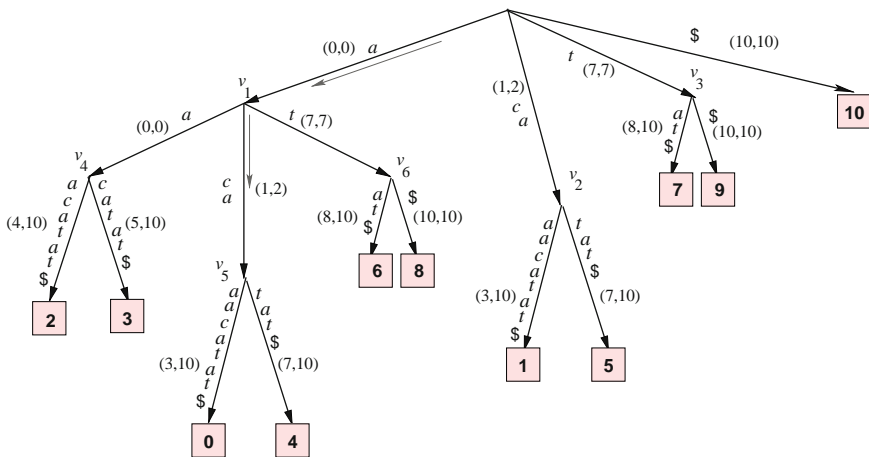 (0,0) a
$ (10,10)
t (7,7)
(1,2) c a
v1
v3
(0,0) a
t (7,7)
(8,10) a t $
$ (10,10)
10
v4
c a (1,2)
v6
v2
7
9
(4,10) a c a t a t $
c a t a t $ (5,10)
(8,10) a t $
$ (10,10)
v5
6
8
(3,10) a a c a t a t $
t a t $ (7,10)
2
3
(3,10) a a c a t a t $
t a t $ (7,10)
1
5
0
4